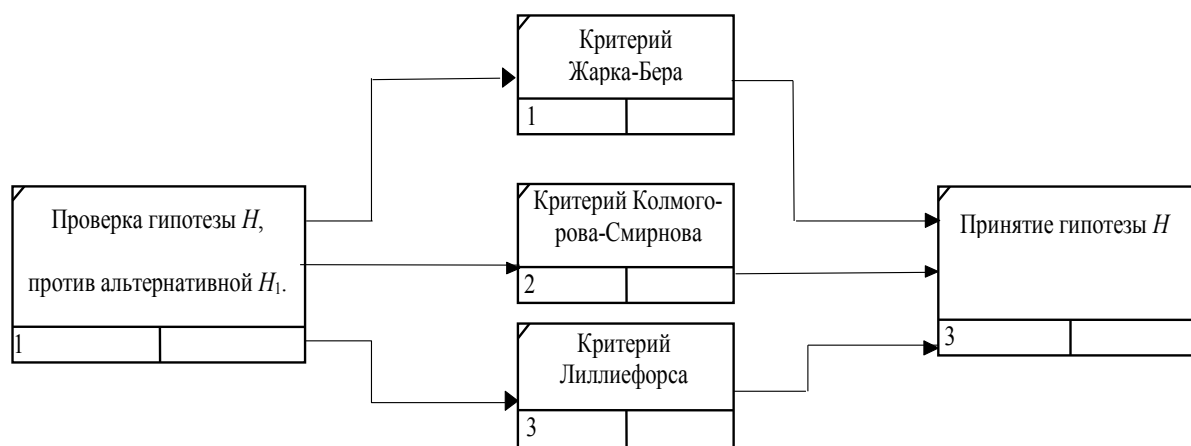 Проверка гипотезы H,
против альтернативной H₁.
1
Критерий
Жарка-Бера
1
Критерий Колмого-
рова-Смирнова
2
Критерий
Лиллиефорса
3
Принятие гипотезы H
3